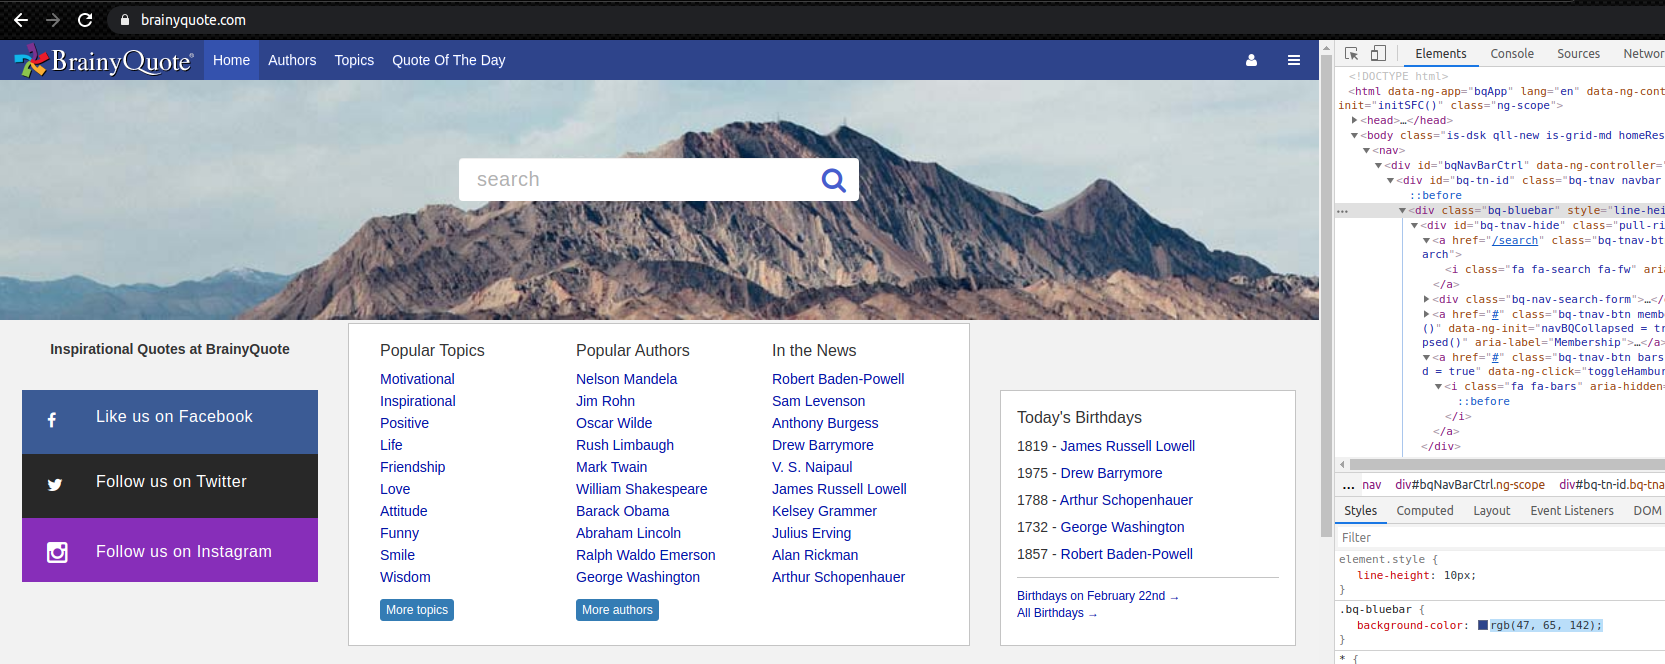 brainyquote.com
BrainyQuote®
Home Authors Topics Quote Of The Day
search
Inspirational Quotes at BrainyQuote
Like us on Facebook
Follow us on Twitter
Follow us on Instagram
Popular Topics
Motivational
Inspirational
Positive
Life
Friendship
Love
Attitude
Funny
Smile
Wisdom
More topics
Popular Authors
Nelson Mandela
Jim Rohn
Oscar Wilde
Rush Limbaugh
Mark Twain
William Shakespeare
Barack Obama
Abraham Lincoln
Ralph Waldo Emerson
George Washington
More authors
In the News
Robert Baden-Powell
Sam Levenson
Anthony Burgess
Drew Barrymore
V. S. Naipaul
James Russell Lowell
Kelsey Grammer
Julius Erving
Alan Rickman
Arthur Schopenhauer
Today's Birthdays
1819 - James Russell Lowell
1975 - Drew Barrymore
1788 - Arthur Schopenhauer
1732 - George Washington
1857 - Robert Baden-Powell
Birthdays on February 22nd →
All Birthdays →
Elements Console Sources Networ
<!DOCTYPE html>
<html data-ng-app="bqApp" lang="en" data-ng-cont
init="initSFC()" class="ng-scope">
<head>…</head>
<body class="is-dsk qll-new is-grid-md homeRes
<nav>
<div id="bqNavBarCtrl" data-ng-controller="
<div id="bq-tn-id" class="bq-tnav navbar
::before
<div class="bq-bluebar" style="line-hei
<div id="bq-tnav-hide" class="pull-ri
<a href="/search" class="bq-tnav-bt
arch">
<i class="fa fa-search fa-fw" aria
</a>
<div class="bq-nav-search-form">…</
<a href="#" class="bq-tnav-btn memb
()" data-ng-init="navBQCollapsed = tr
psed()" aria-label="Membership">…</a>
<a href="#" class="bq-tnav-btn bars
d = true" data-ng-click="toggleHambur
<i class="fa fa-bars" aria-hidden=
::before
</i>
</a>
</div>
... nav div#bqNavBarCtrl.ng-scope div#bq-tn-id.bq-tna
Styles Computed Layout Event Listeners DOM
Filter
element.style {
line-height: 10px;
}
.bq-bluebar {
background-color: rgb(47, 65, 142);
}
* {